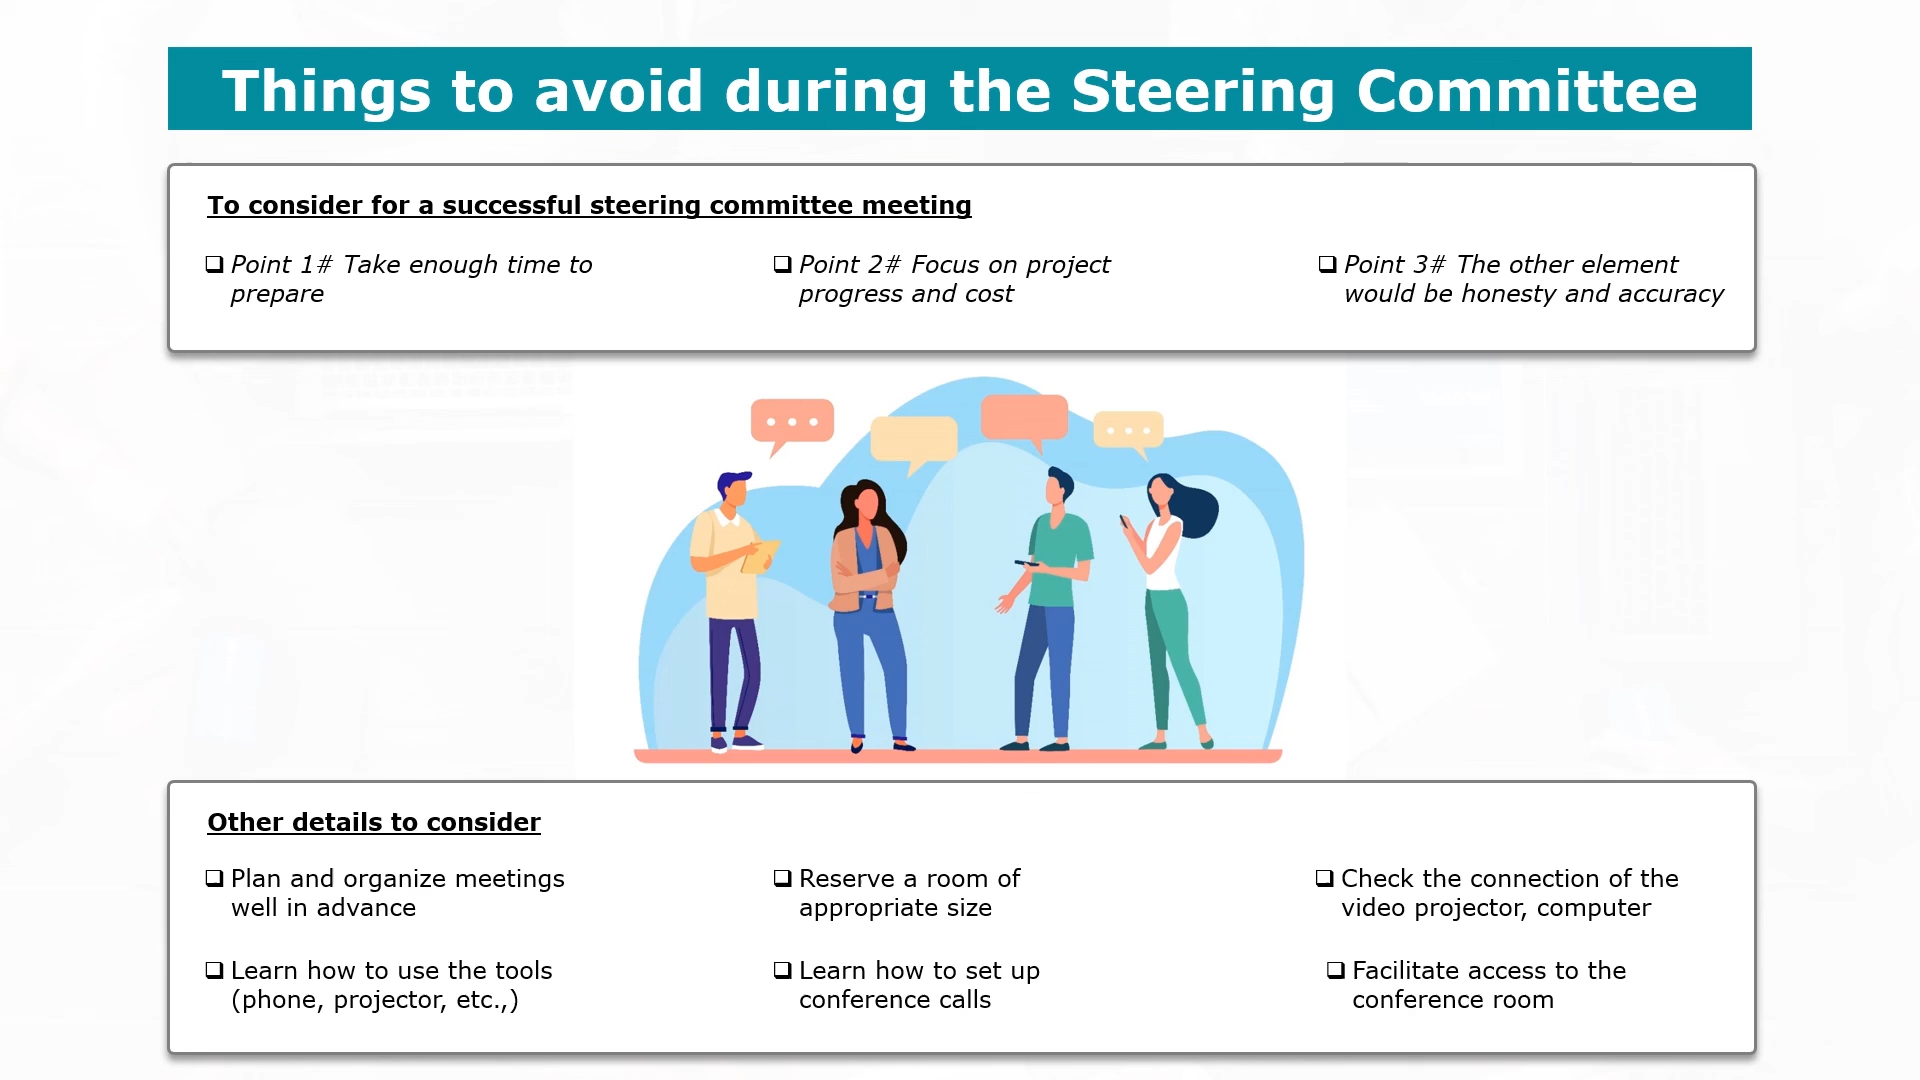 Things to avoid during the Steering Committee
To consider for a successful steering committee meeting
❑ Point 1# Take enough time to
prepare
❑ Point 2# Focus on project
progress and cost
❑ Point 3# The other element
would be honesty and accuracy
Other details to consider
❑ Plan and organize meetings
well in advance
❑ Reserve a room of
appropriate size
❑ Check the connection of the
video projector, computer
❑ Learn how to use the tools
(phone, projector, etc.,)
❑ Learn how to set up
conference calls
❑ Facilitate access to the
conference room